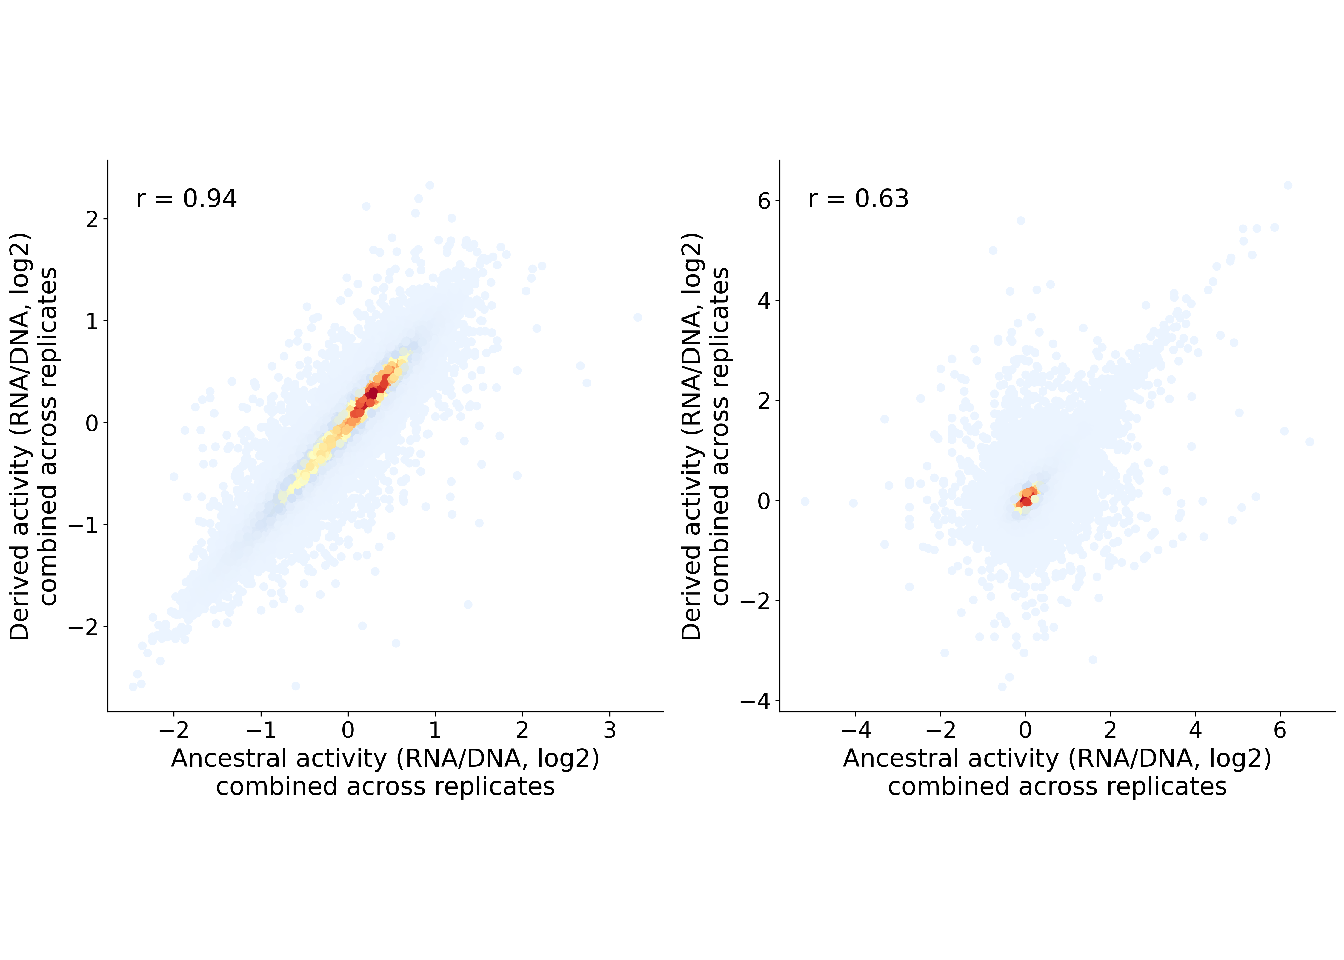 r = 0.94
Derived activity (RNA/DNA, log2)
combined across replicates
2
1
0
−1
−2
−2 −1 0 1 2 3
Ancestral activity (RNA/DNA, log2)
combined across replicates
r = 0.63
Derived activity (RNA/DNA, log2)
combined across replicates
6
4
2
0
−2
−4
−4 −2 0 2 4 6
Ancestral activity (RNA/DNA, log2)
combined across replicates